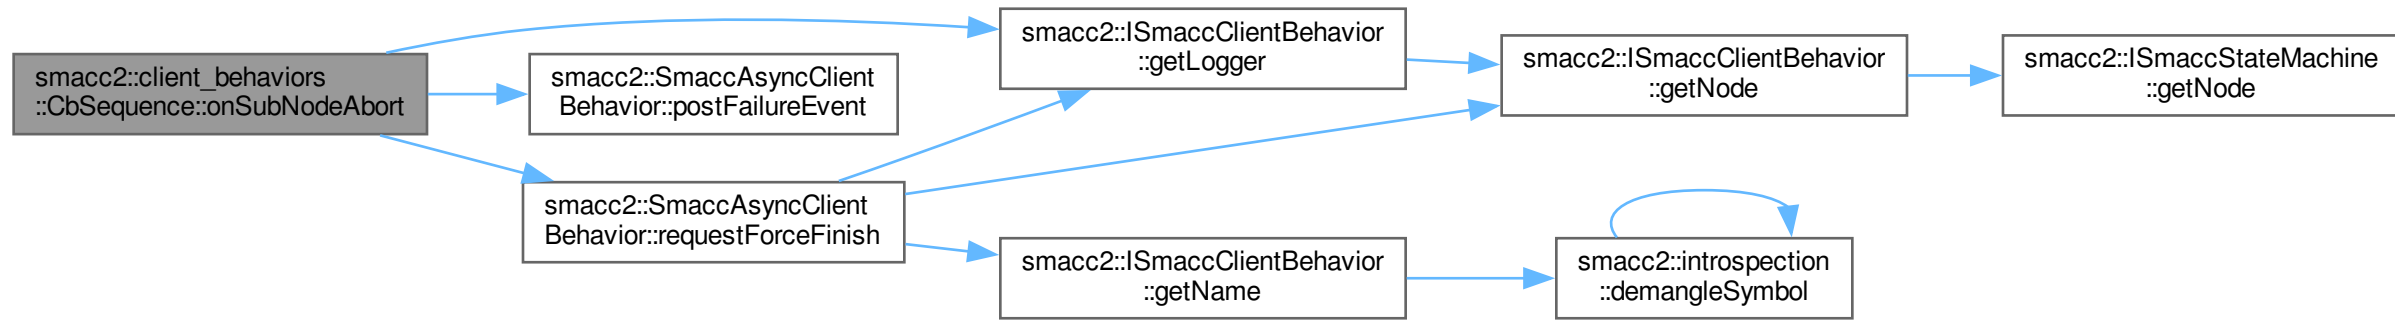 smacc2::client_behaviors
::CbSequence::onSubNodeAbort
smacc2::ISmaccClientBehavior
::getLogger
smacc2::SmaccAsyncClient
Behavior::postFailureEvent
smacc2::SmaccAsyncClient
Behavior::requestForceFinish
smacc2::ISmaccClientBehavior
::getNode
smacc2::ISmaccStateMachine
::getNode
smacc2::ISmaccClientBehavior
::getName
smacc2::introspection
::demangleSymbol